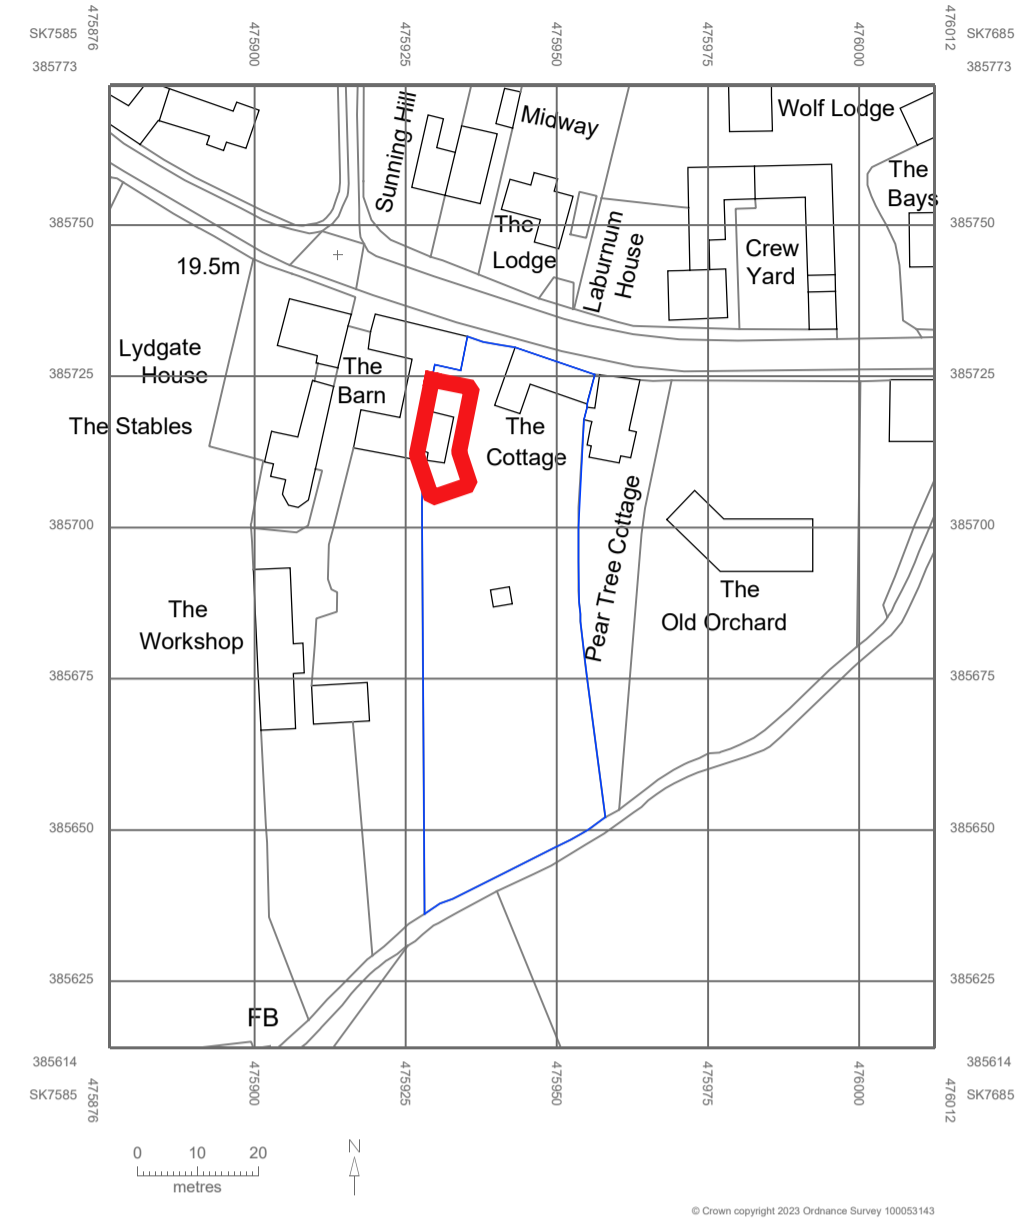 475876
475900
475925
475950
475975
476000
476012
SK7585
SK7685
385773
385773
Sunning Hill
Midway
Wolf Lodge
The
Bays
385750
385750
The
Lodge
Laburnum
House
Crew
Yard
19.5m
Lydgate
House
The
Barn
385725
385725
The Stables
The
Cottage
Pear Tree Cottage
385700
385700
The
Workshop
The
Old Orchard
385675
385675
385650
385650
385625
385625
FB
385614
385614
SK7585
SK7685
475876
475900
475925
475950
475975
476000
476012
0 10 20
metres
N
© Crown copyright 2023 Ordnance Survey 100053143